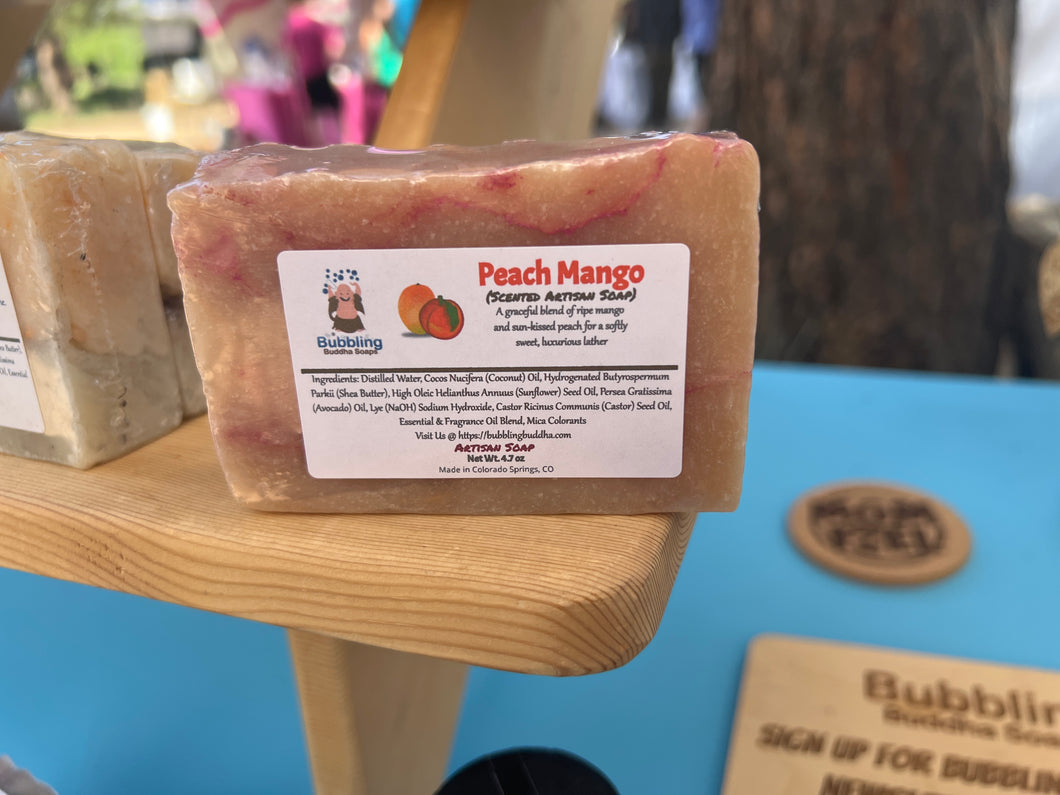 Peach Mango
(Scented Artisan Soap)
A graceful blend of ripe mango
and sun-kissed peach for a softly
sweet, luxurious lather
Bubbling
Buddha Soaps
Ingredients: Distilled Water, Cocos Nucifera (Coconut) Oil, Hydrogenated Butyrospermum
Parkii (Shea Butter), High Oleic Helianthus Annuus (Sunflower) Seed Oil, Persea Gratissima
(Avocado) Oil, Lye (NaOH) Sodium Hydroxide, Castor Ricinus Communis (Castor) Seed Oil,
Essential & Fragrance Oil Blend, Mica Colorants
Visit Us @ https://bubblingbuddha.com
Artisan Soap
Net Wt. 4.7 oz
Made in Colorado Springs, CO
Buddha
SIGN UP FOR